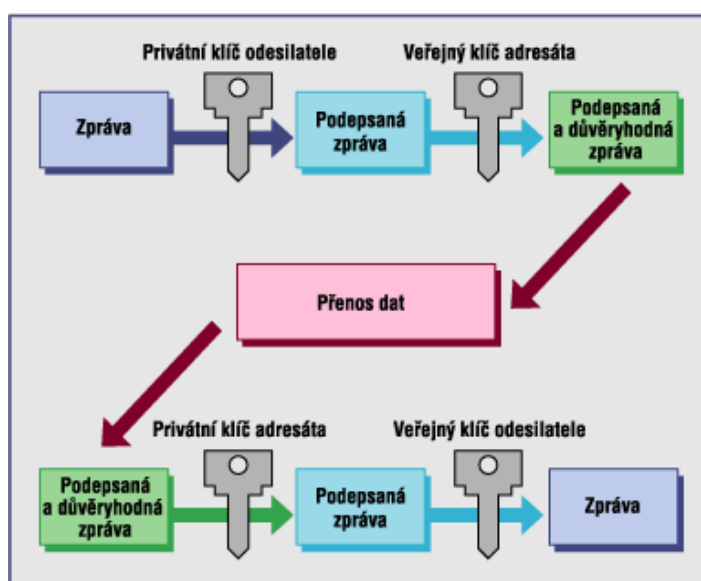 Privátní klíč odesilatele
Veřejný klíč adresáta
Zpráva
Podepsaná
zpráva
Podepsaná
a důvěryhodná
zpráva
Přenos dat
Privátní klíč adresáta
Veřejný klíč odesilatele
Podepsaná
a důvěryhodná
zpráva
Podepsaná
zpráva
Zpráva